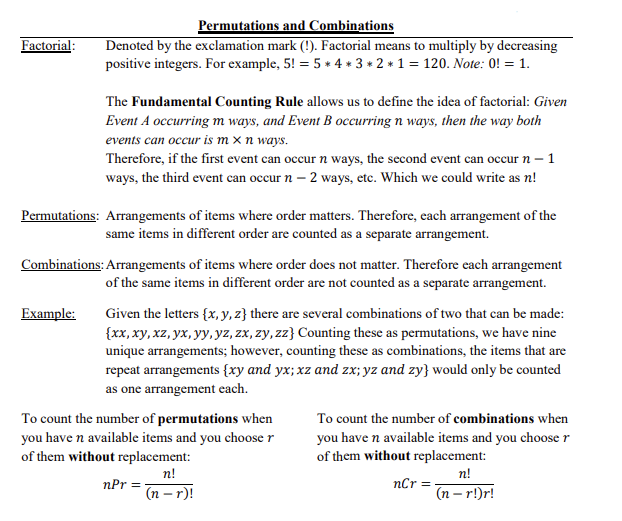 Permutations and Combinations
Factorial: Denoted by the exclamation mark (!). Factorial means to multiply by decreasing
positive integers. For example, 5! = 5 ∗ 4 ∗ 3 ∗ 2 ∗ 1 = 120. Note: 0! = 1.
The Fundamental Counting Rule allows us to define the idea of factorial: Given
Event A occurring m ways, and Event B occurring n ways, then the way both
events can occur is m × n ways.
Therefore, if the first event can occur n ways, the second event can occur n − 1
ways, the third event can occur n − 2 ways, etc. Which we could write as n!
Permutations: Arrangements of items where order matters. Therefore, each arrangement of the
same items in different order are counted as a separate arrangement.
Combinations: Arrangements of items where order does not matter. Therefore each arrangement
of the same items in different order are not counted as a separate arrangement.
Example: Given the letters {x, y, z} there are several combinations of two that can be made:
{xx, xy, xz, yx, yy, yz, zx, zy, zz} Counting these as permutations, we have nine
unique arrangements; however, counting these as combinations, the items that are
repeat arrangements {xy and yx; xz and zx; yz and zy} would only be counted
as one arrangement each.
To count the number of permutations when
you have n available items and you choose r
of them without replacement:
nPr = n! / (n − r)!
To count the number of combinations when
you have n available items and you choose r
of them without replacement:
nCr = n! / (n − r!)r!